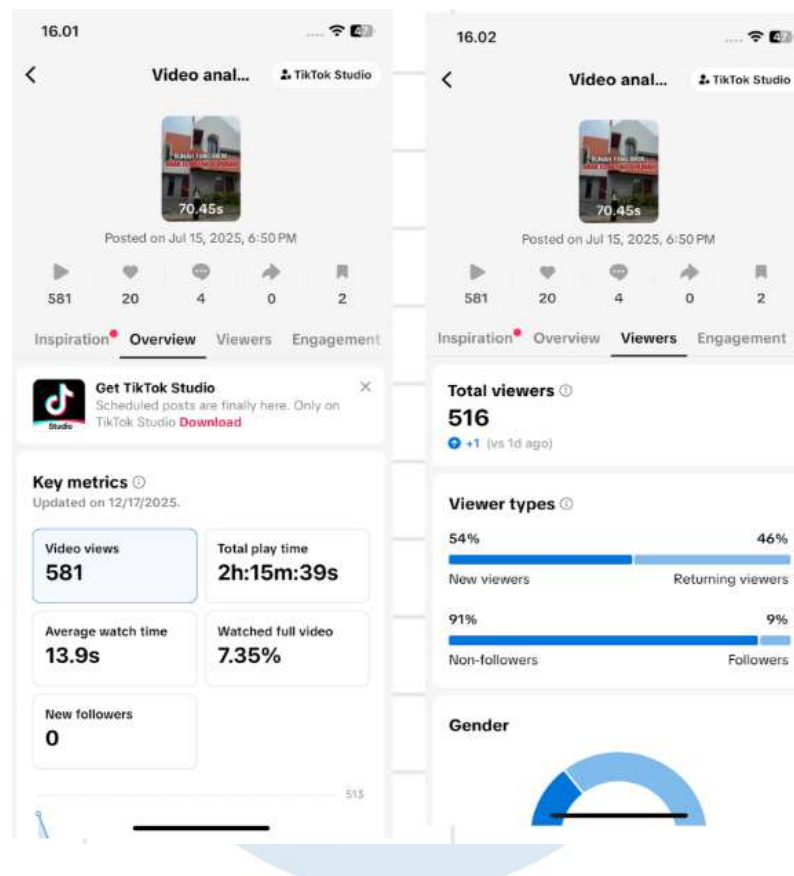 16.01
Video anal...
TikTok Studio
70.45s
Posted on Jul 15, 2025, 6:50 PM
581 20 4 0 2
Inspiration Overview Viewers Engagement
Get TikTok Studio
Scheduled posts are finally here. Only on
TikTok Studio Download
Studio
Key metrics
Updated on 12/17/2025.
Video views
581
Total play time
2h:15m:39s
Average watch time
13.9s
Watched full video
7.35%
New followers
0
513
16.02
47
Video anal...
TikTok Studio
70.45s
Posted on Jul 15, 2025, 6:50 PM
581 20 4 0 2
Inspiration Overview Viewers Engagement
Total viewers
516
+1 (vs 1d ago)
Viewer types
54% 46%
New viewers Returning viewers
91% 9%
Non-followers Followers
Gender